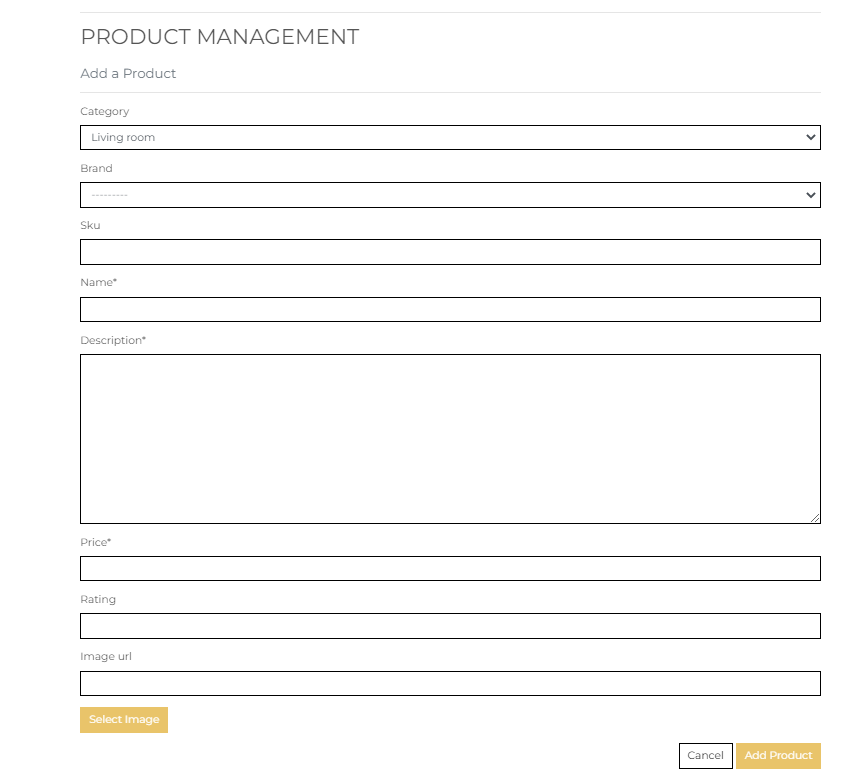 PRODUCT MANAGEMENT
Add a Product
Category
Living room
Brand
---------
Sku
Name*
Description*
Price*
Rating
Image url
Select Image
Cancel Add Product